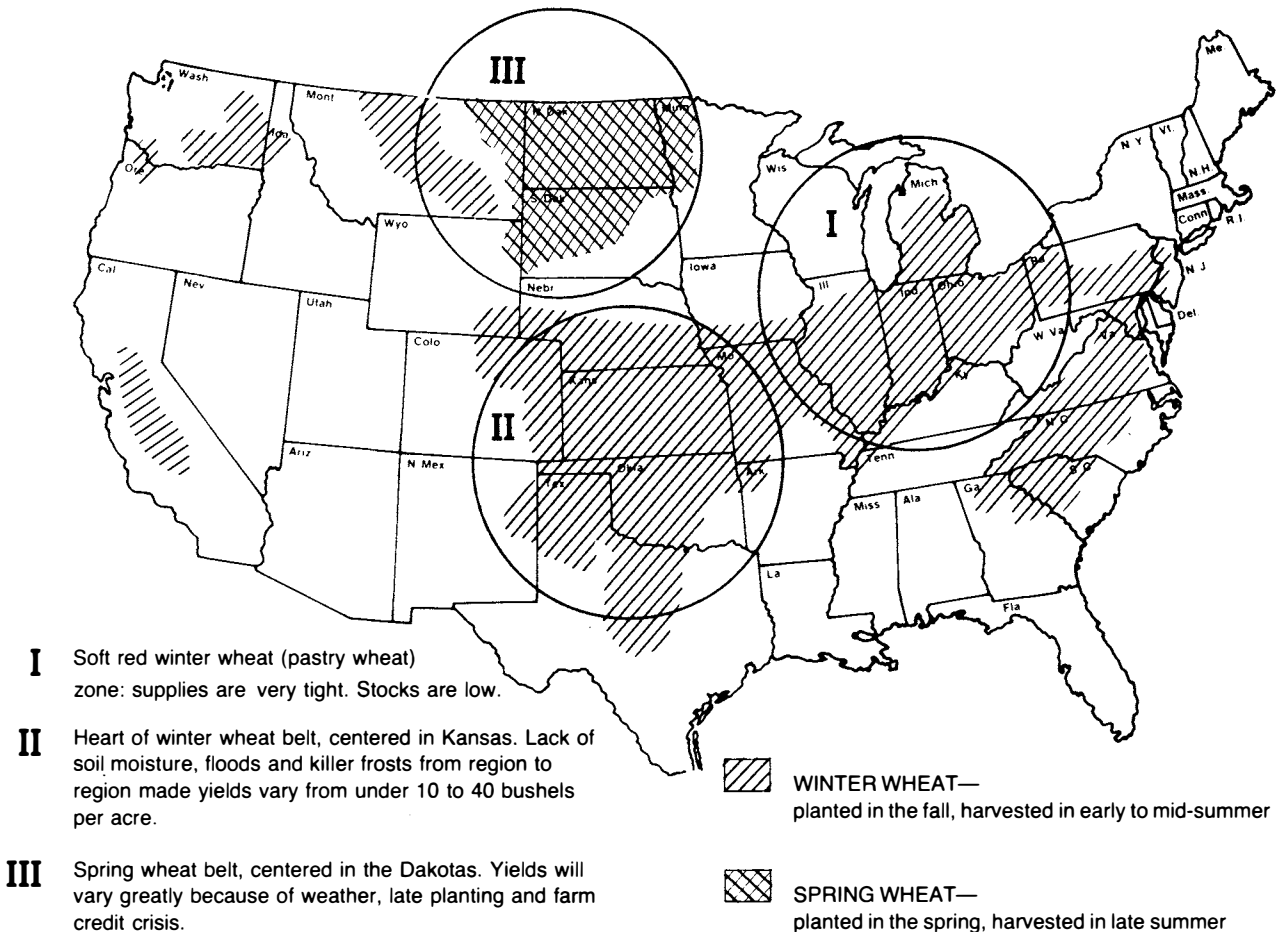 III
Wash
Mont
N Dak
Minn
Ore
S Dak
Wis
Mich
N Y
Vt.
Me
N.H.
Mass.
Conn
R I.
I
Wyo
Iowa
Nebr
Ill
Ind
Ohio
Pa
N J
Cal
Nev
Utah
Colo
Kans
Mo
W Va
Va
Del
Ky
II
Ariz
N Mex
Tex
Okla
Ark
Tenn
N C
S C
Miss
Ala
Ga
La
Fla
I Soft red winter wheat (pastry wheat)
zone: supplies are very tight. Stocks are low.
II Heart of winter wheat belt, centered in Kansas. Lack of
soil moisture, floods and killer frosts from region to
region made yields vary from under 10 to 40 bushels
per acre.
III Spring wheat belt, centered in the Dakotas. Yields will
vary greatly because of weather, late planting and farm
credit crisis.
WINTER WHEAT—
planted in the fall, harvested in early to mid-summer
SPRING WHEAT—
planted in the spring, harvested in late summer